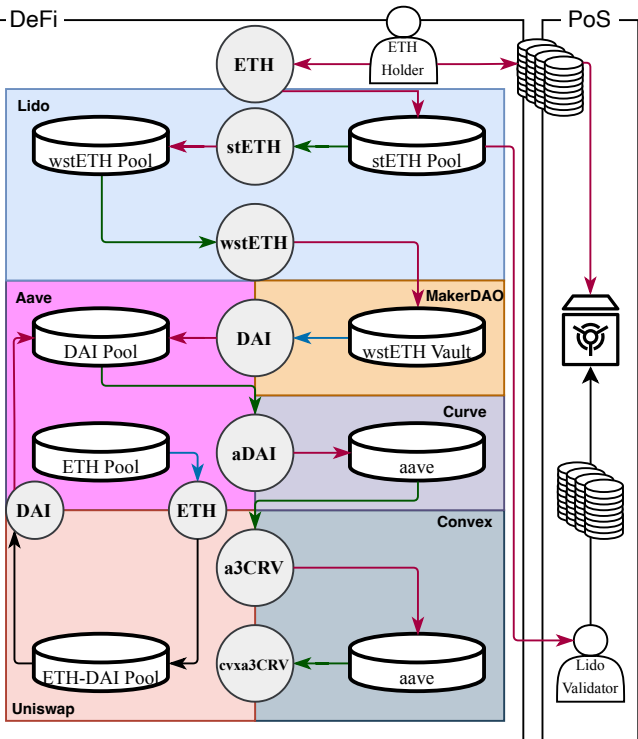 DeFi
PoS
ETH
Holder
ETH
Lido
wstETH Pool
stETH
stETH Pool
wstETH
Aave
MakerDAO
DAI Pool
DAI
wstETH Vault
Curve
ETH Pool
aDAI
aave
DAI
ETH
Convex
a3CRV
ETH-DAI Pool
cvxa3CRV
aave
Lido
Validator
Uniswap